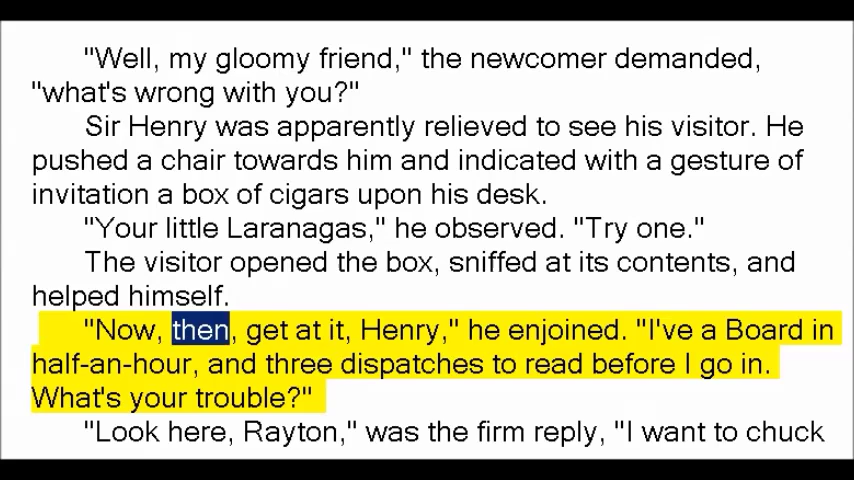 "Well, my gloomy friend," the newcomer demanded,
"what's wrong with you?"
Sir Henry was apparently relieved to see his visitor. He
pushed a chair towards him and indicated with a gesture of
invitation a box of cigars upon his desk.
"Your little Laranagas," he observed. "Try one."
The visitor opened the box, sniffed at its contents, and
helped himself.
"Now, then, get at it, Henry," he enjoined. "I've a Board in
half-an-hour, and three dispatches to read before I go in.
What's your trouble?"
"Look here, Rayton," was the firm reply, "I want to chuck